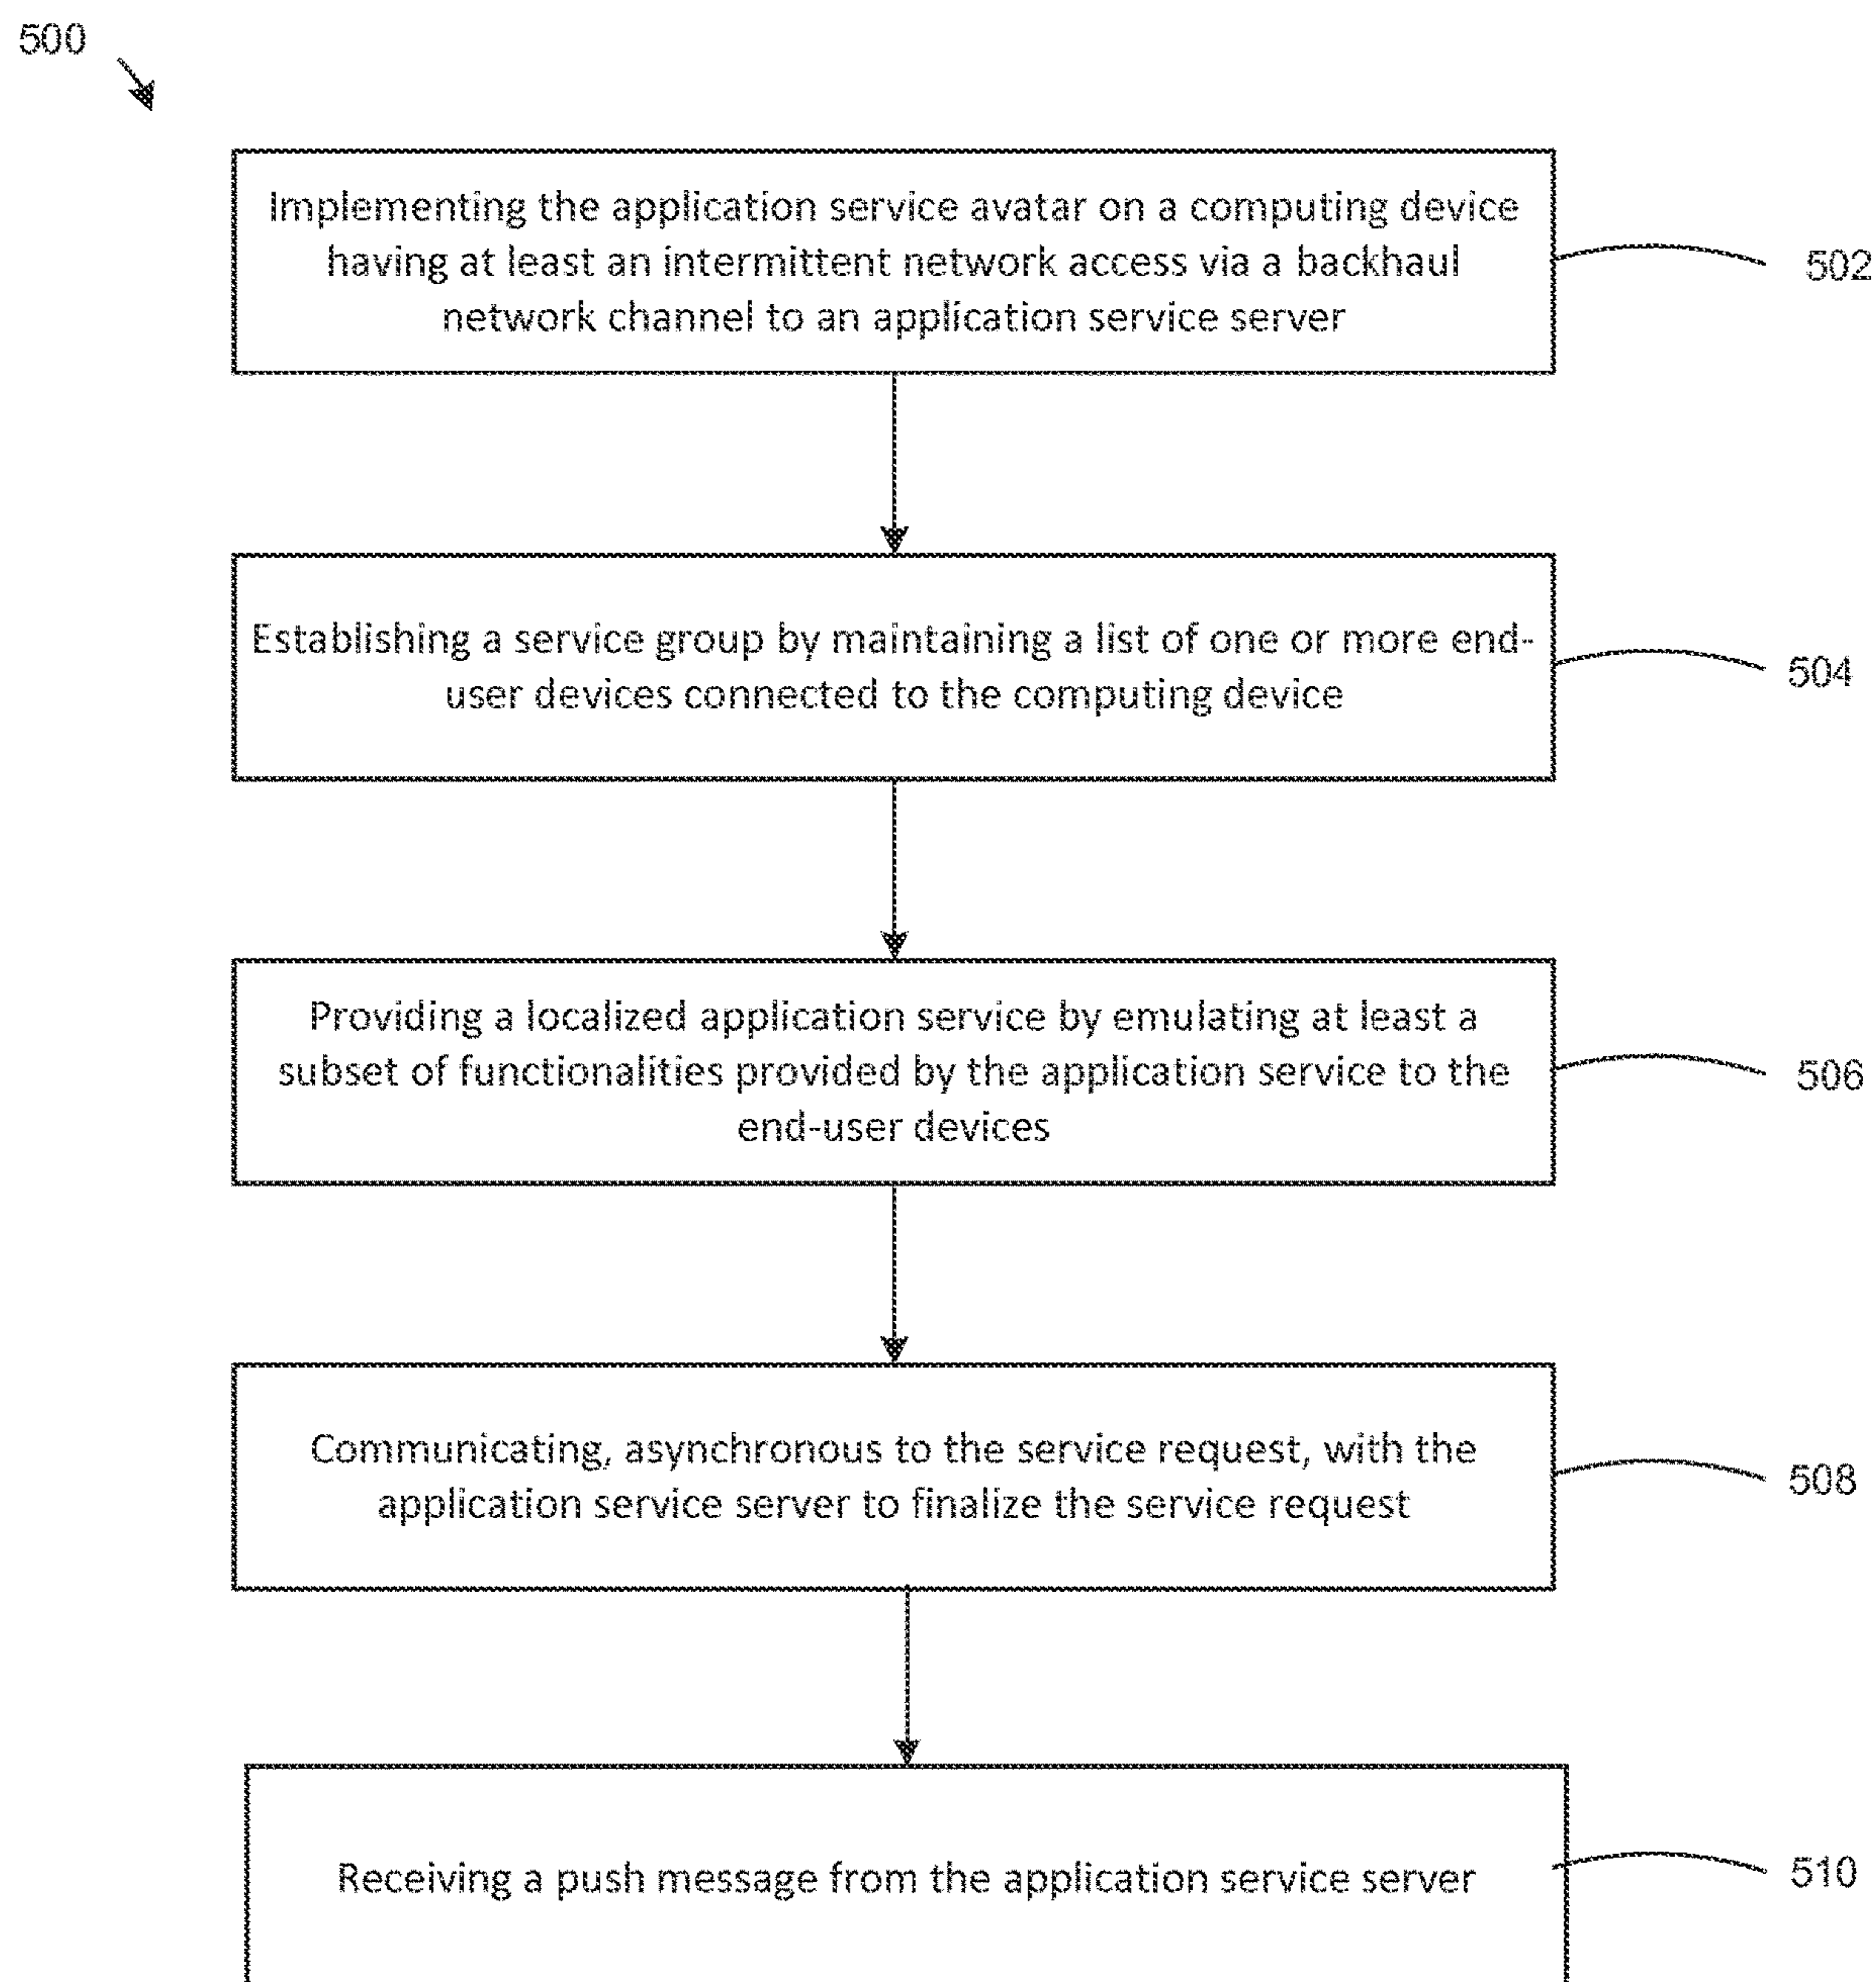 500
Implementing the application service avatar on a computing device
having at least an intermittent network access via a backhaul
network channel to an application service server
502
Establishing a service group by maintaining a list of one or more end-
user devices connected to the computing device
504
Providing a localized application service by emulating at least a
subset of functionalities provided by the application service to the
end-user devices
506
Communicating, asynchronous to the service request, with the
application service server to finalize the service request
508
Receiving a push message from the application service server
510